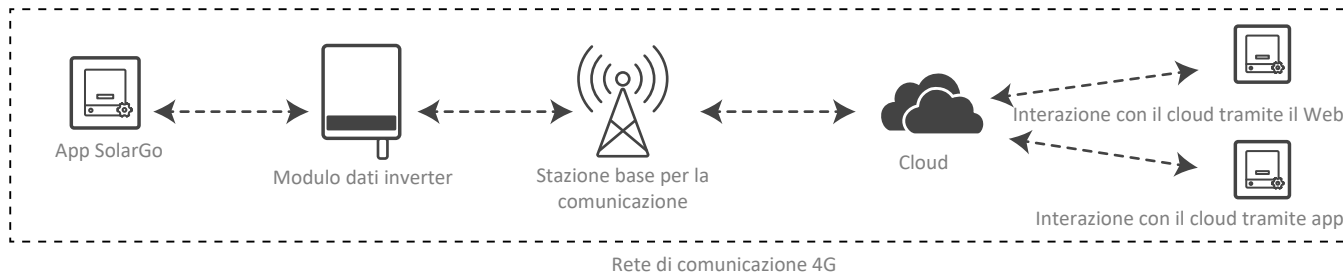 App SolarGo
Modulo dati inverter
Stazione base per la
comunicazione
Cloud
Interazione con il cloud tramite il Web
Interazione con il cloud tramite app
Rete di comunicazione 4G